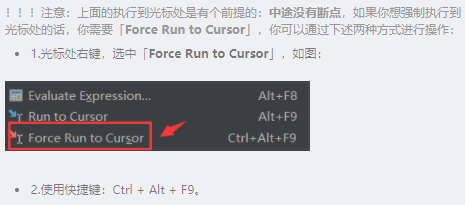 ！！！注意：上面的执行到光标处是有个前提的：中途没有断点，如果你想强制执行到
光标处的话，你需要「Force Run to Cursor」，你可以通过下述两种方式进行操作：
• 1.光标处右键，选中「Force Run to Cursor」，如图：
Evaluate Expression... Alt+F8
Run to Cursor Alt+F9
Force Run to Cursor Ctrl+Alt+F9
• 2.使用快捷键：Ctrl + Alt + F9。